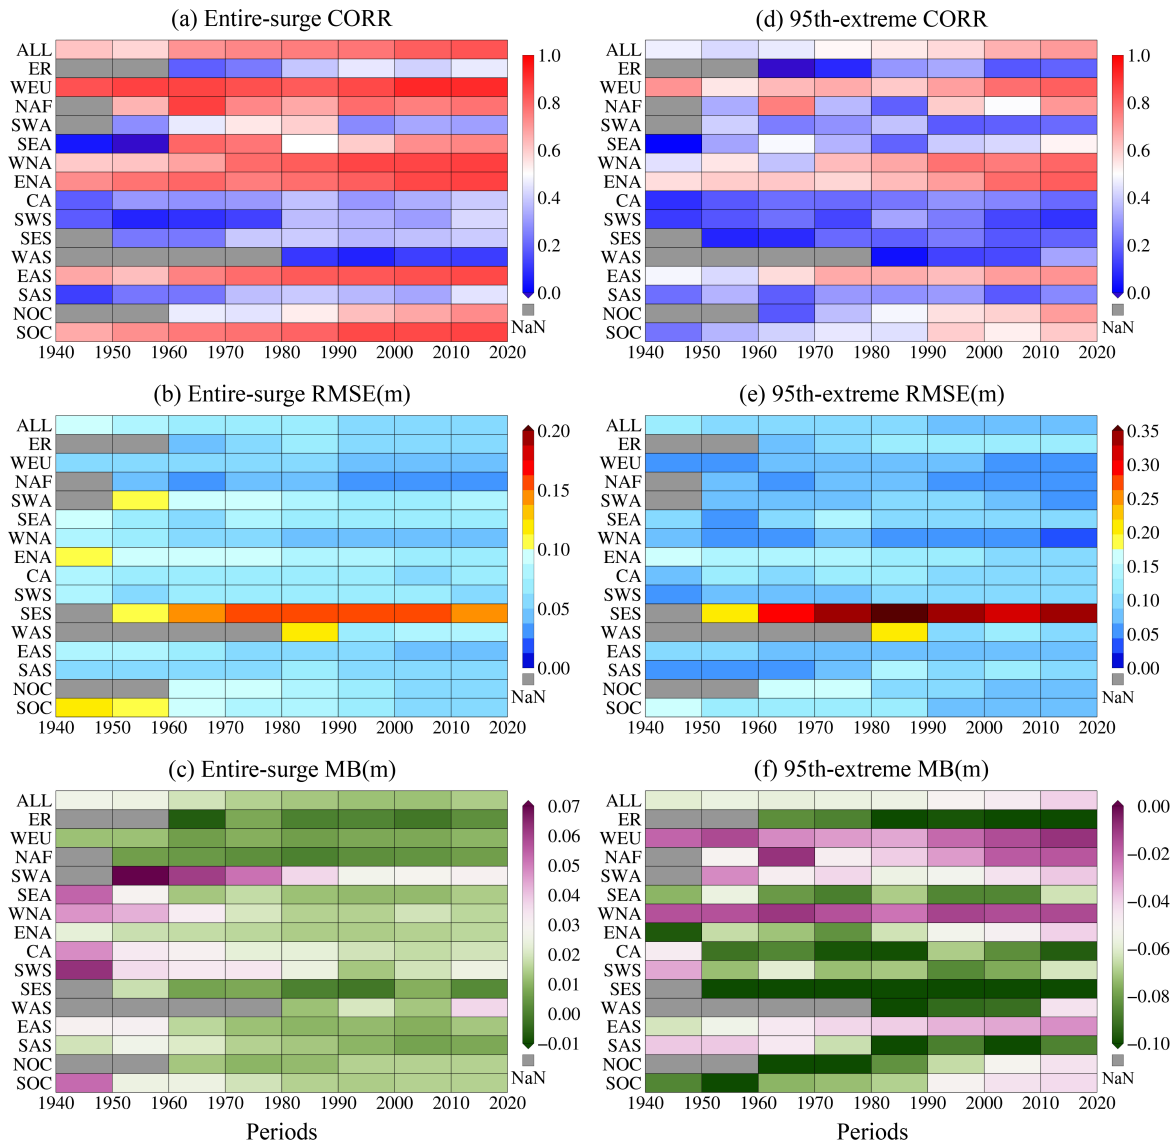 (a) Entire-surge CORR
ALL
ER
WEU
NAF
SWA
SEA
WNA
ENA
CA
SWS
SES
WAS
EAS
SAS
NOC
SOC
1940 1950 1960 1970 1980 1990 2000 2010 2020
1.0
0.8
0.6
0.4
0.2
0.0
NaN
(d) 95th-extreme CORR
ALL
ER
WEU
NAF
SWA
SEA
WNA
ENA
CA
SWS
SES
WAS
EAS
SAS
NOC
SOC
1940 1950 1960 1970 1980 1990 2000 2010 2020
1.0
0.8
0.6
0.4
0.2
0.0
NaN
(b) Entire-surge RMSE(m)
ALL
ER
WEU
NAF
SWA
SEA
WNA
ENA
CA
SWS
SES
WAS
EAS
SAS
NOC
SOC
1940 1950 1960 1970 1980 1990 2000 2010 2020
0.20
0.15
0.10
0.05
0.00
NaN
(e) 95th-extreme RMSE(m)
ALL
ER
WEU
NAF
SWA
SEA
WNA
ENA
CA
SWS
SES
WAS
EAS
SAS
NOC
SOC
1940 1950 1960 1970 1980 1990 2000 2010 2020
0.35
0.30
0.25
0.20
0.15
0.10
0.05
0.00
NaN
(c) Entire-surge MB(m)
ALL
ER
WEU
NAF
SWA
SEA
WNA
ENA
CA
SWS
SES
WAS
EAS
SAS
NOC
SOC
1940 1950 1960 1970 1980 1990 2000 2010 2020
Periods
0.07
0.06
0.05
0.04
0.03
0.02
0.01
0.00
−0.01
NaN
(f) 95th-extreme MB(m)
ALL
ER
WEU
NAF
SWA
SEA
WNA
ENA
CA
SWS
SES
WAS
EAS
SAS
NOC
SOC
1940 1950 1960 1970 1980 1990 2000 2010 2020
Periods
0.00
−0.02
−0.04
−0.06
−0.08
−0.10
NaN